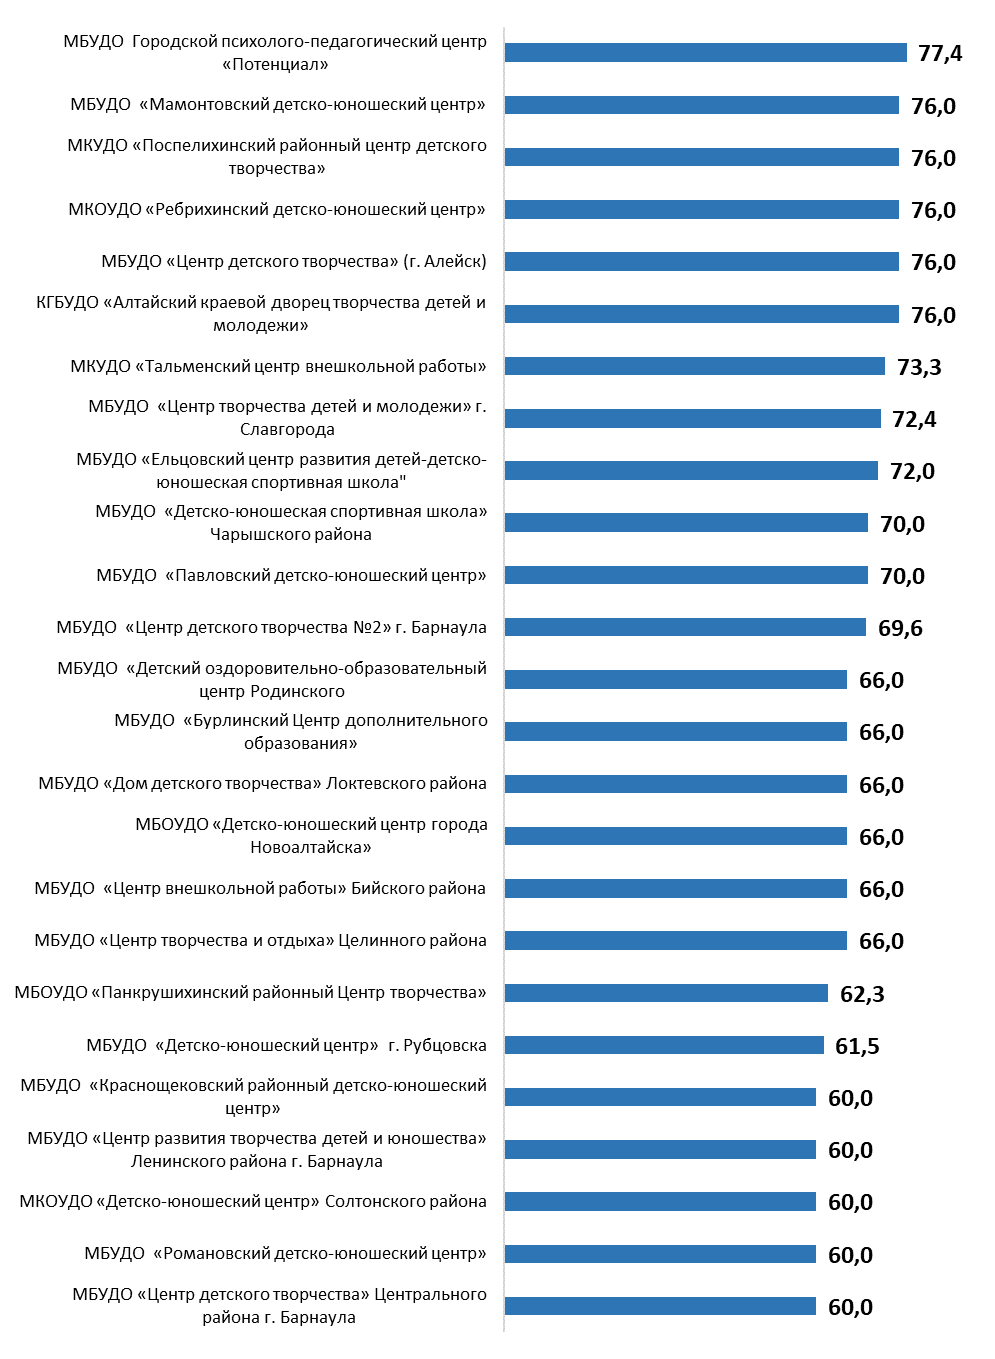 МБУДО  Городской психолого-педагогический центр
«Потенциал»
77,4
МБУДО  «Мамонтовский детско-юношеский центр»
76,0
МКУДО «Поспелихинский районный центр детского
творчества»
76,0
МКОУДО «Ребрихинский детско-юношеский центр»
76,0
МБУДО «Центр детского творчества» (г. Алейск)
76,0
КГБУДО «Алтайский краевой дворец творчества детей и
молодежи»
76,0
МКУДО «Тальменский центр внешкольной работы»
73,3
МБУДО  «Центр творчества детей и молодежи» г.
Славгорода
72,4
МБУДО «Ельцовский центр развития детей-детско-
юношеская спортивная школа"
72,0
МБУДО  «Детско-юношеская спортивная школа»
Чарышского района
70,0
МБУДО  «Павловский детско-юношеский центр»
70,0
МБУДО  «Центр детского творчества №2» г. Барнаула
69,6
МБУДО  «Детский оздоровительно-образовательный
центр Родинского
66,0
МБУДО  «Бурлинский Центр дополнительного
образования»
66,0
МБУДО «Дом детского творчества» Локтевского района
66,0
МБОУДО «Детско-юношеский центр города
Новоалтайска»
66,0
МБУДО  «Центр внешкольной работы» Бийского района
66,0
МБУДО «Центр творчества и отдыха» Целинного района
66,0
МБОУДО «Панкрушихинский районный Центр творчества»
62,3
МБУДО  «Детско-юношеский центр»  г. Рубцовска
61,5
МБУДО  «Краснощековский районный детско-юношеский
центр»
60,0
МБУДО «Центр развития творчества детей и юношества»
Ленинского района г. Барнаула
60,0
МКОУДО «Детско-юношеский центр» Солтонского района
60,0
МБУДО  «Романовский детско-юношеский центр»
60,0
МБУДО «Центр детского творчества» Центрального
района г. Барнаула
60,0